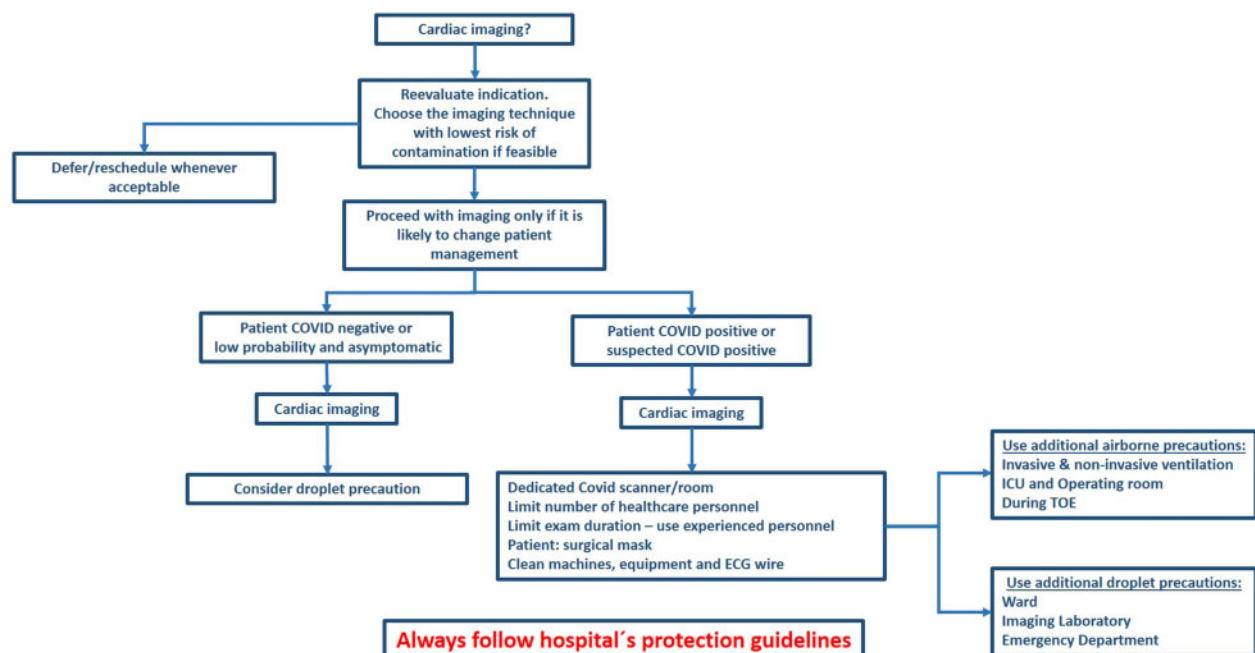 Cardiac imaging?
Reevaluate indication.
Choose the imaging technique
with lowest risk of
contamination if feasible
Defer/reschedule whenever
acceptable
Proceed with imaging only if it is
likely to change patient
management
Patient COVID negative or
low probability and asymptomatic
Patient COVID positive or
suspected COVID positive
Cardiac imaging
Cardiac imaging
Consider droplet precaution
Dedicated Covid scanner/room
Limit number of healthcare personnel
Limit exam duration – use experienced personnel
Patient: surgical mask
Clean machines, equipment and ECG wire
Use additional airborne precautions:
Invasive & non-invasive ventilation
ICU and Operating room
During TOE
Use additional droplet precautions:
Ward
Imaging Laboratory
Emergency Department
Always follow hospital´s protection guidelines